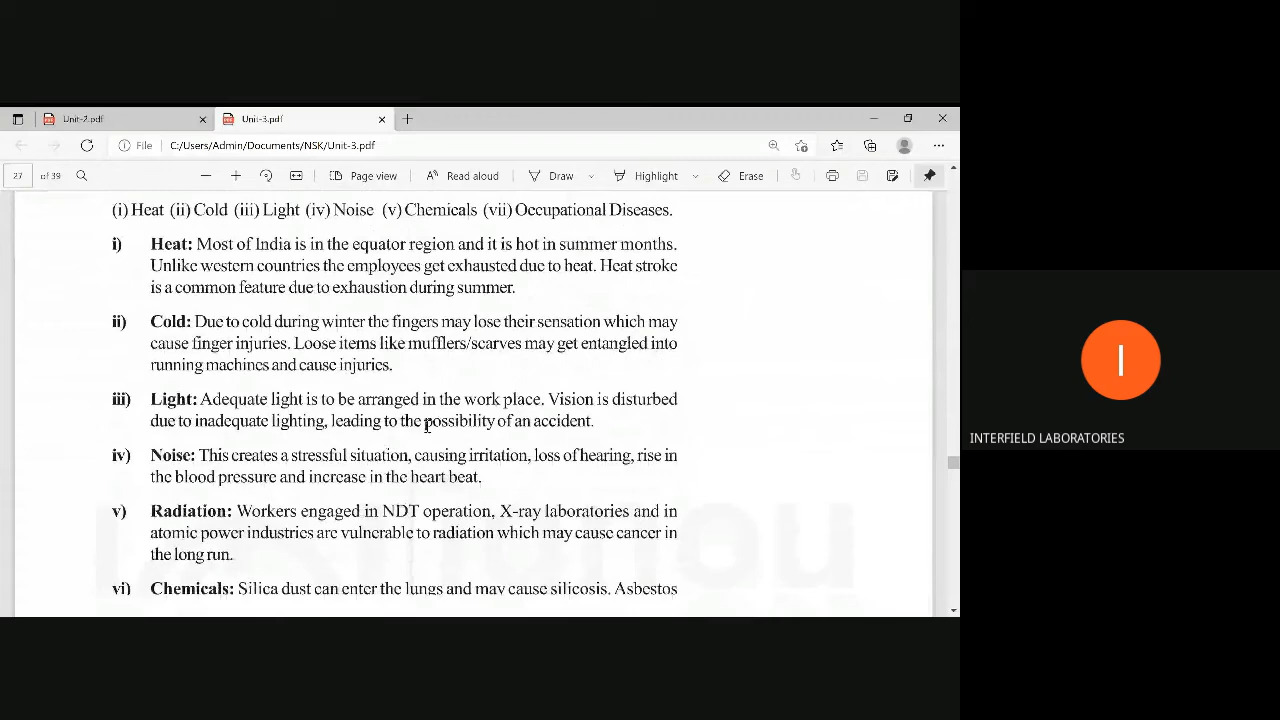 Unit-2.pdf
Unit-3.pdf
File
C:/Users/Admin/Documents/NSK/Unit-3.pdf
27 of 39
Page view
Read aloud
Draw
Highlight
Erase
(i) Heat (ii) Cold (iii) Light (iv) Noise (v) Chemicals (vii) Occupational Diseases.
i) Heat: Most of India is in the equator region and it is hot in summer months.
Unlike western countries the employees get exhausted due to heat. Heat stroke
is a common feature due to exhaustion during summer.
ii) Cold: Due to cold during winter the fingers may lose their sensation which may
cause finger injuries. Loose items like mufflers/scarves may get entangled into
running machines and cause injuries.
iii) Light: Adequate light is to be arranged in the work place. Vision is disturbed
due to inadequate lighting, leading to the possibility of an accident.
iv) Noise: This creates a stressful situation, causing irritation, loss of hearing, rise in
the blood pressure and increase in the heart beat.
v) Radiation: Workers engaged in NDT operation, X-ray laboratories and in
atomic power industries are vulnerable to radiation which may cause cancer in
the long run.
vi) Chemicals: Silica dust can enter the lungs and may cause silicosis. Asbestos
I
INTERFIELD LABORATORIES